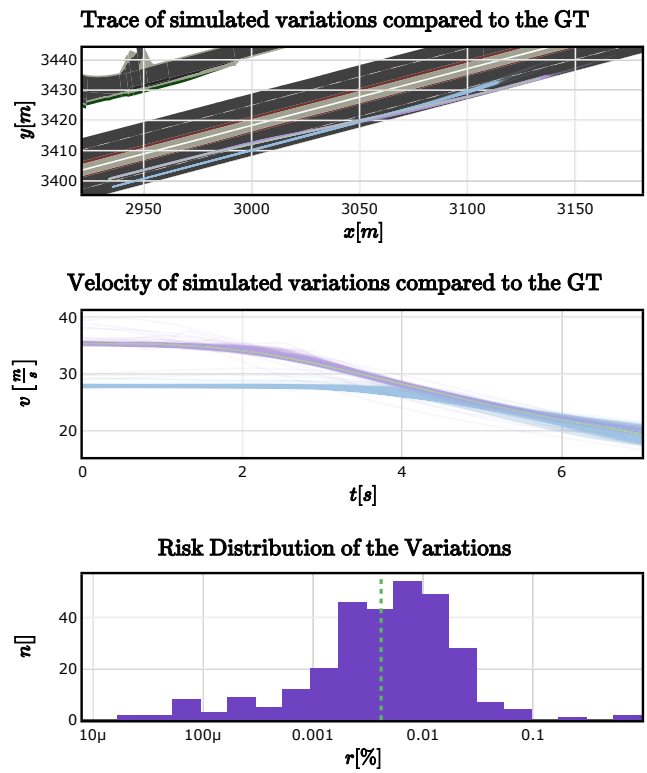 Trace of simulated variations compared to the GT
3440
3430
3420
3410
3400
y[m]
2950 3000 3050 3100 3150
x[m]
Velocity of simulated variations compared to the GT
40
30
20
v [m/s]
0 2 4 6
t[s]
Risk Distribution of the Variations
40
20
0
n[]
10μ 100μ 0.001 0.01 0.1
r[%]